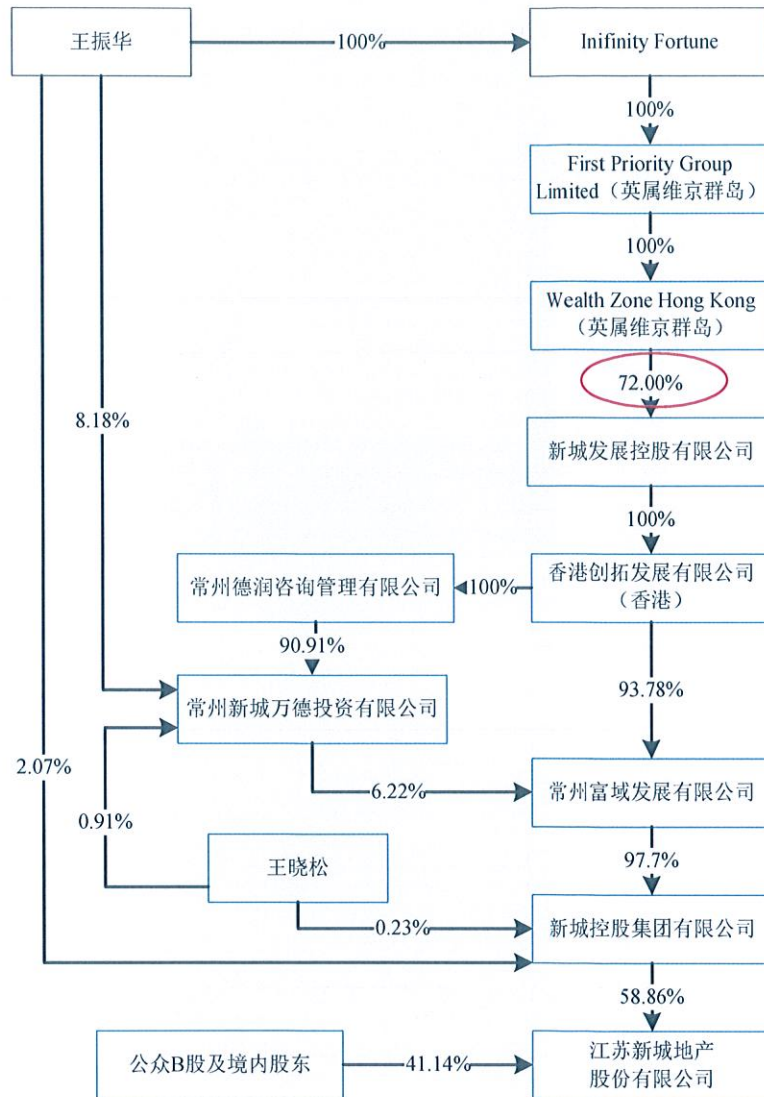 王振华
100%
Inifinity Fortune
100%
First Priority Group
Limited（英属维京群岛）
100%
Wealth Zone Hong Kong
（英属维京群岛）
72.00%
8.18%
新城发展控股有限公司
100%
常州德润咨询管理有限公司
100%
香港创拓发展有限公司
（香港）
90.91%
93.78%
常州新城万德投资有限公司
2.07%
6.22%
常州富域发展有限公司
0.91%
97.7%
王晓松
0.23%
新城控股集团有限公司
58.86%
公众B股及境内股东
41.14%
江苏新城地产
股份有限公司